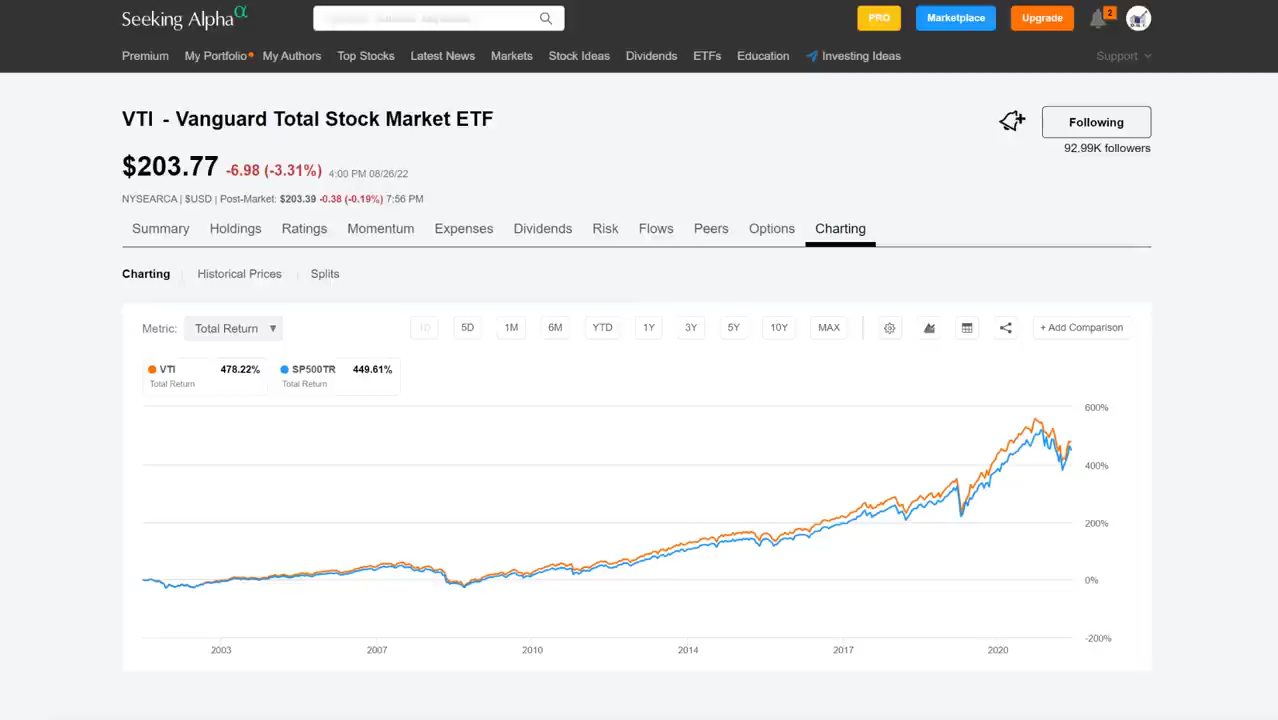 Seeking Alpha α
PRO
Marketplace
Upgrade
2
Premium My Portfolio My Authors Top Stocks Latest News Markets Stock Ideas Dividends ETFs Education Investing Ideas Support
VTI - Vanguard Total Stock Market ETF
Following
92.99K followers
$203.77 -6.98 (-3.31%) 4:00 PM 08/26/22
NYSEARCA | $USD | Post-Market: $203.39 -0.38 (-0.19%) 7:56 PM
Summary Holdings Ratings Momentum Expenses Dividends Risk Flows Peers Options Charting
Charting Historical Prices Splits
Metric: Total Return ▼ 1D 5D 1M 6M YTD 1Y 3Y 5Y 10Y MAX + Add Comparison
VTI 478.22% SP500TR 449.61%
Total Return Total Return
600%
400%
200%
0%
-200%
2003 2007 2010 2014 2017 2020